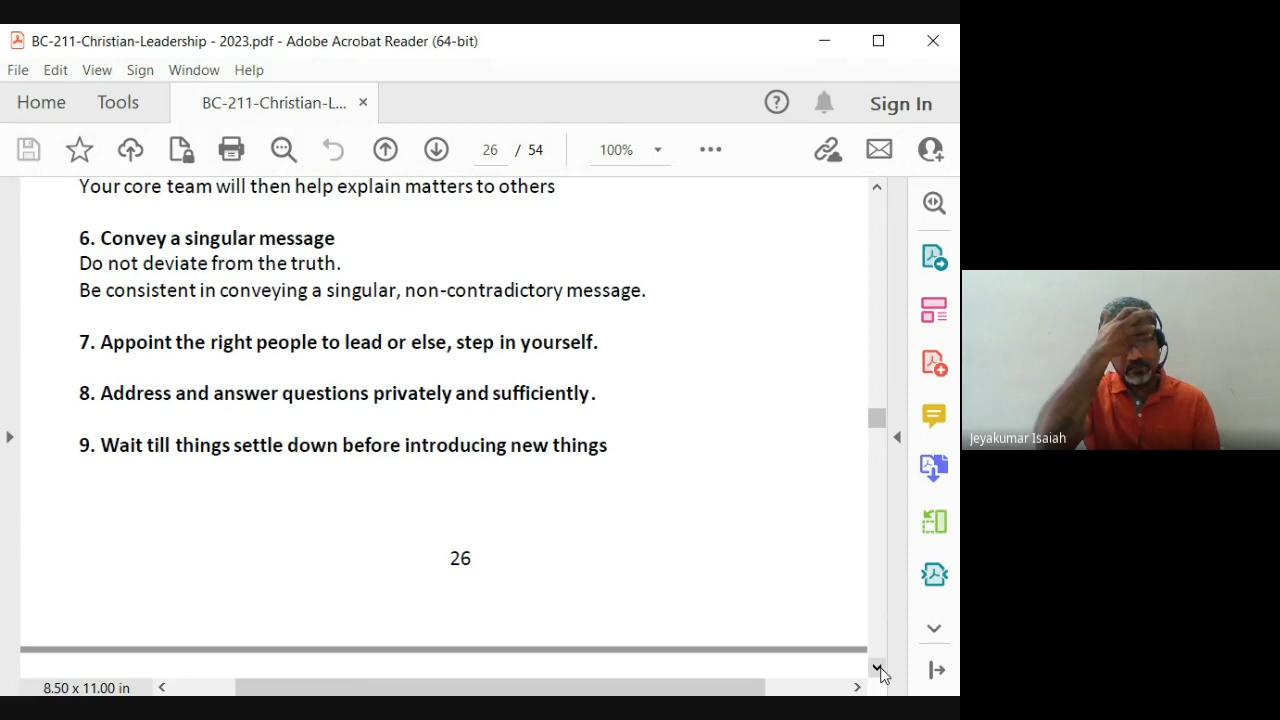 BC-211-Christian-Leadership - 2023.pdf - Adobe Acrobat Reader (64-bit)
File Edit View Sign Window Help
Home Tools BC-211-Christian-L... × Sign In
26 / 54 100%
Your core team will then help explain matters to others
6. Convey a singular message
Do not deviate from the truth.
Be consistent in conveying a singular, non-contradictory message.
7. Appoint the right people to lead or else, step in yourself.
8. Address and answer questions privately and sufficiently.
9. Wait till things settle down before introducing new things
26
8.50 x 11.00 in
Jeyakumar Isaiah